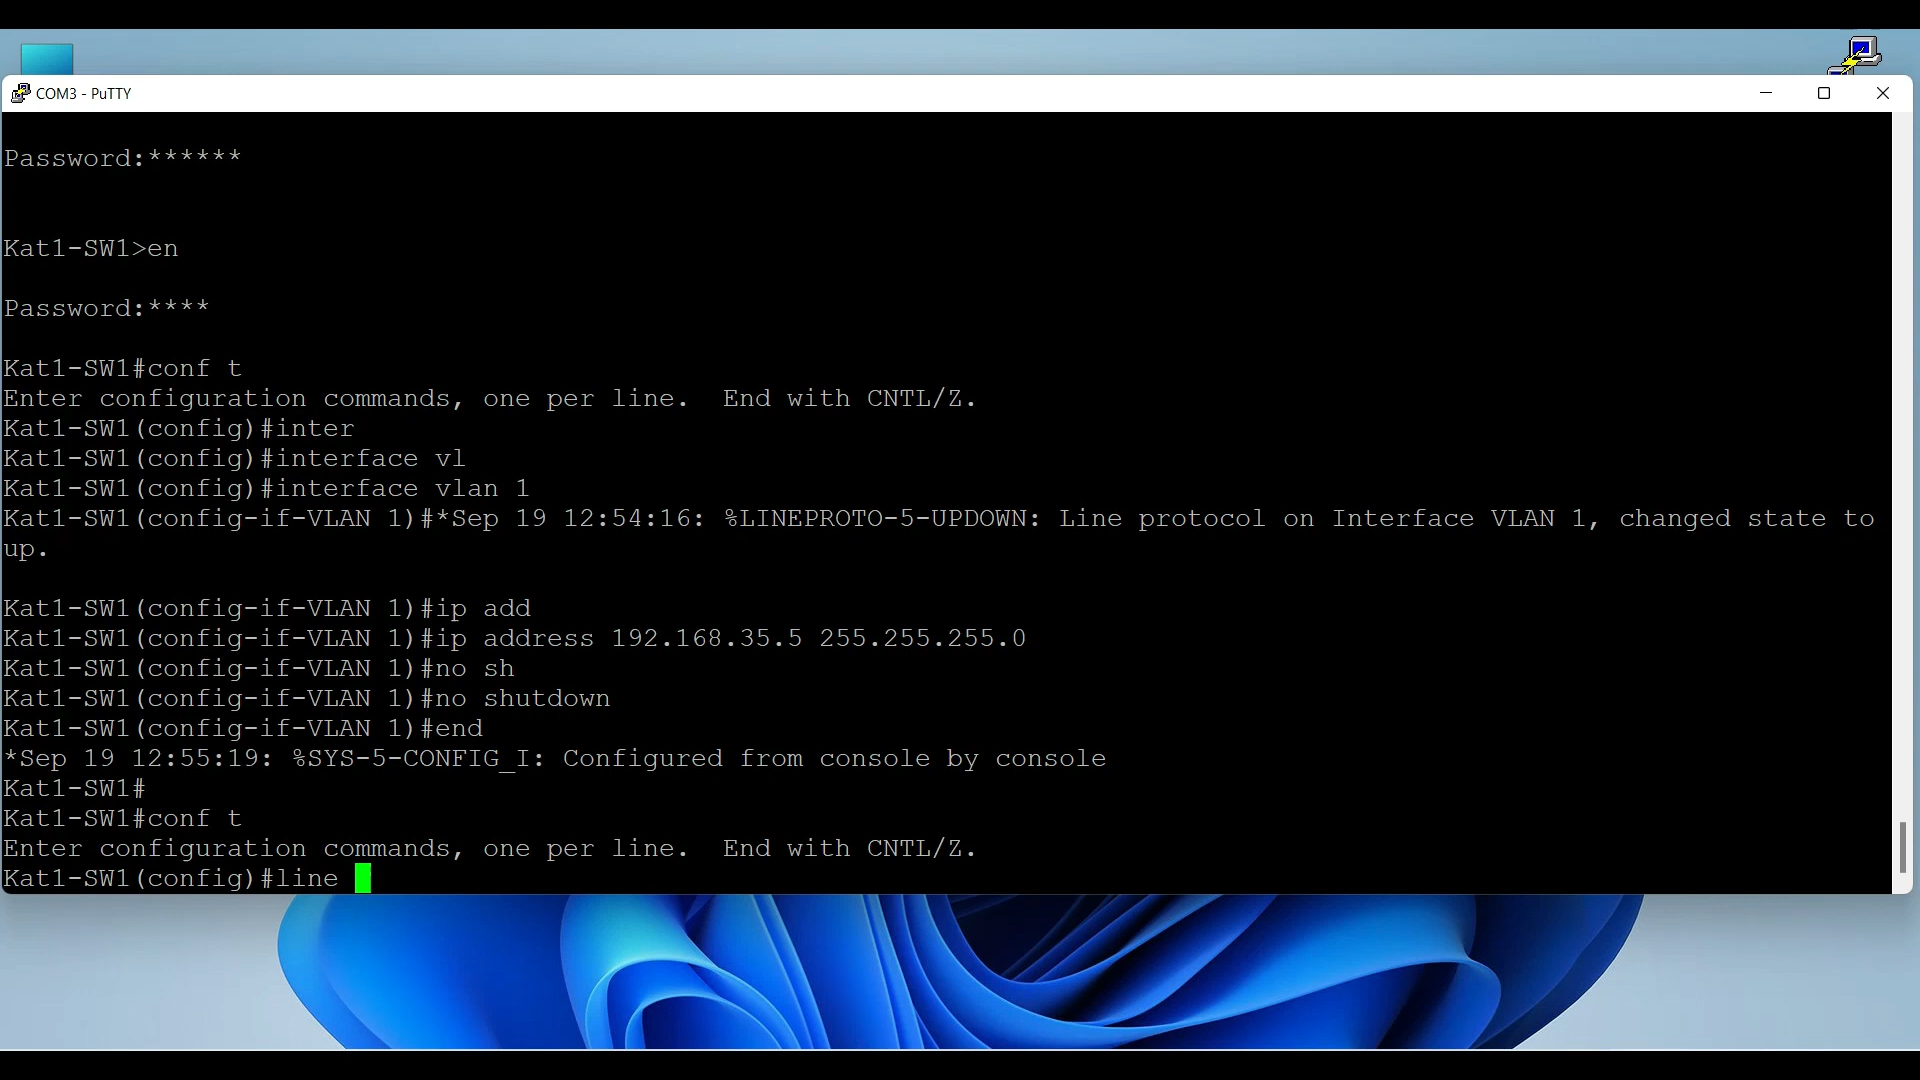 COM3 - PuTTY
Password:******
Kat1-SW1>en
Password:****
Kat1-SW1#conf t
Enter configuration commands, one per line.  End with CNTL/Z.
Kat1-SW1(config)#inter
Kat1-SW1(config)#interface vl
Kat1-SW1(config)#interface vlan 1
Kat1-SW1(config-if-VLAN 1)#*Sep 19 12:54:16: %LINEPROTO-5-UPDOWN: Line protocol on Interface VLAN 1, changed state to
up.
Kat1-SW1(config-if-VLAN 1)#ip add
Kat1-SW1(config-if-VLAN 1)#ip address 192.168.35.5 255.255.255.0
Kat1-SW1(config-if-VLAN 1)#no sh
Kat1-SW1(config-if-VLAN 1)#no shutdown
Kat1-SW1(config-if-VLAN 1)#end
*Sep 19 12:55:19: %SYS-5-CONFIG_I: Configured from console by console
Kat1-SW1#
Kat1-SW1#conf t
Enter configuration commands, one per line.  End with CNTL/Z.
Kat1-SW1(config)#line